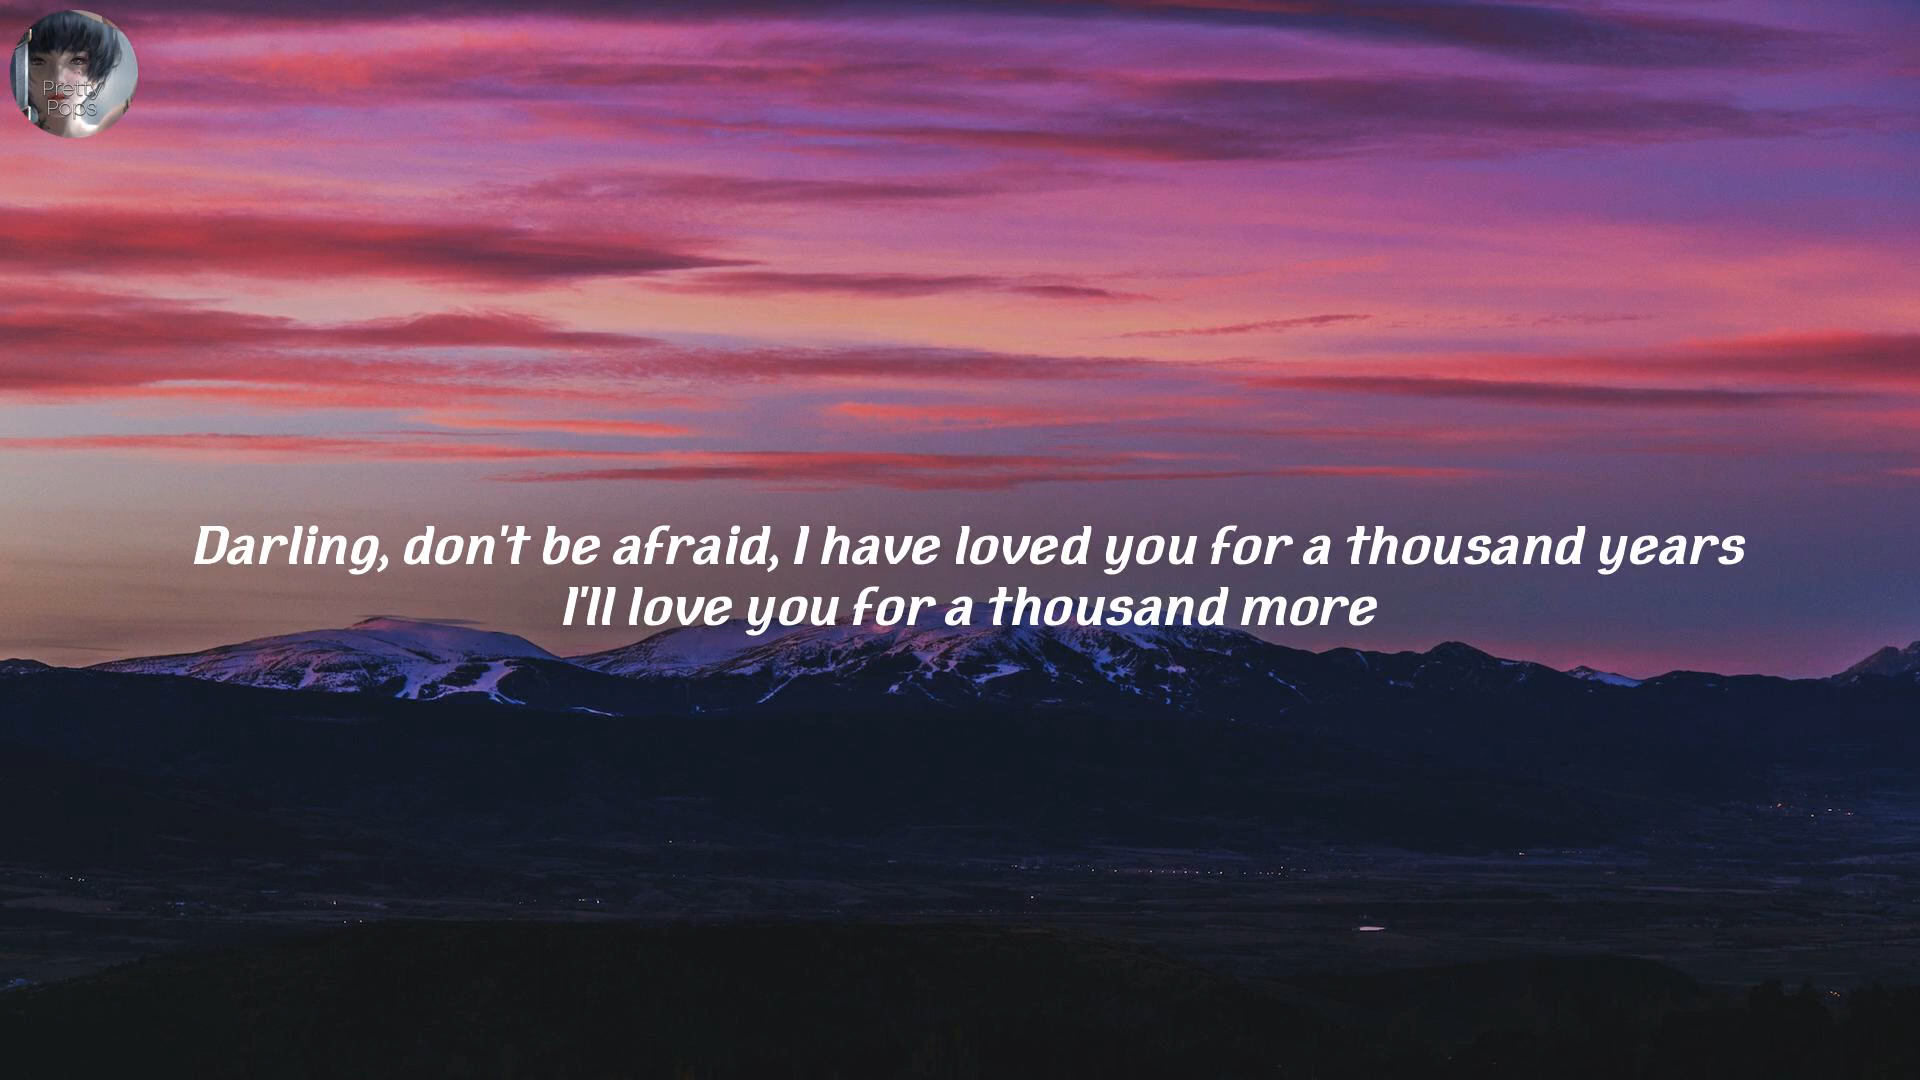 Pretty
Pops
Darling, don't be afraid, I have loved you for a thousand years
I'll love you for a thousand more